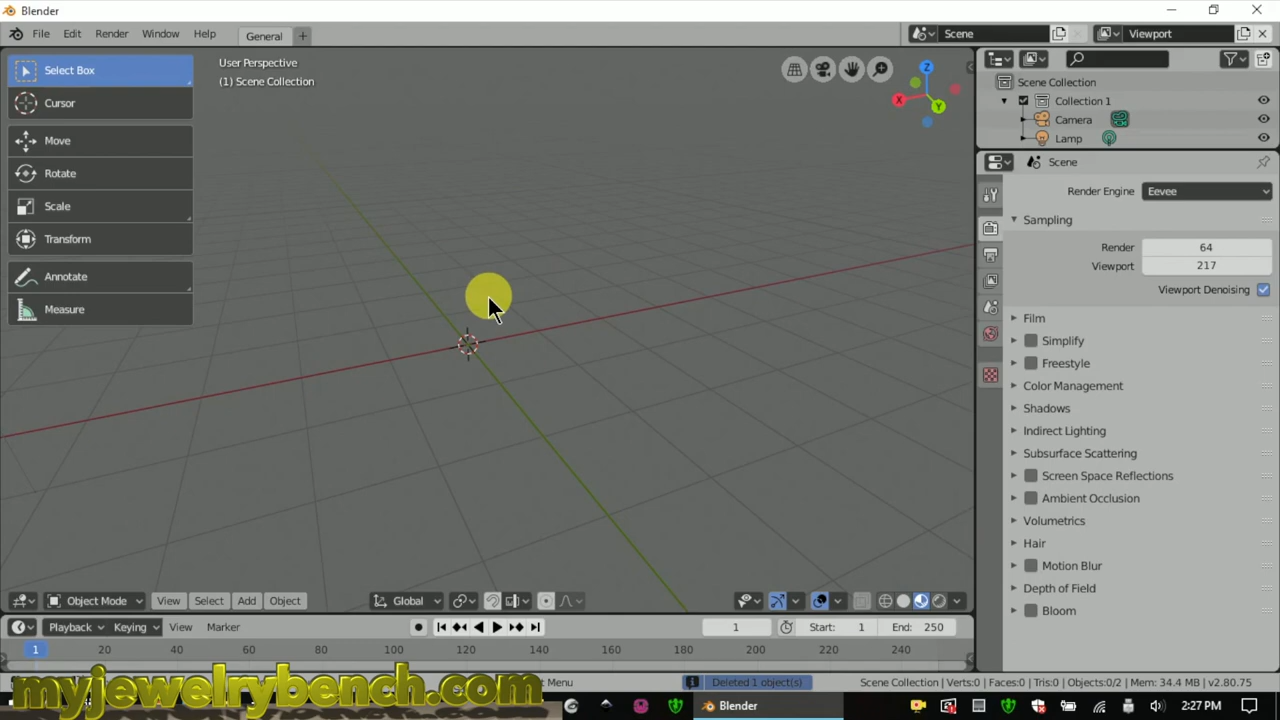 Blender
File Edit Render Window Help General + Scene Viewport
Select Box
Cursor
Move
Rotate
Scale
Transform
Annotate
Measure
User Perspective
(1) Scene Collection
Z
X
Y
Scene Collection
Collection 1
Camera
Lamp
Scene
Render Engine Eevee
Sampling
Render 64
Viewport 217
Viewport Denoising
Film
Simplify
Freestyle
Color Management
Shadows
Indirect Lighting
Subsurface Scattering
Screen Space Reflections
Ambient Occlusion
Volumetrics
Hair
Motion Blur
Depth of Field
Bloom
Object Mode View Select Add Object Global
Playback Keying View Marker 1 Start: 1 End: 250
1 20 40 60 80 100 120 140 160 180 200 220 240
Menu Deleted 1 object(s) Scene Collection | Verts:0 | Faces:0 | Tris:0 | Objects:0/2 | Mem: 34.4 MB | v2.80.75
myjewelrybench.com
Blender 2:27 PM